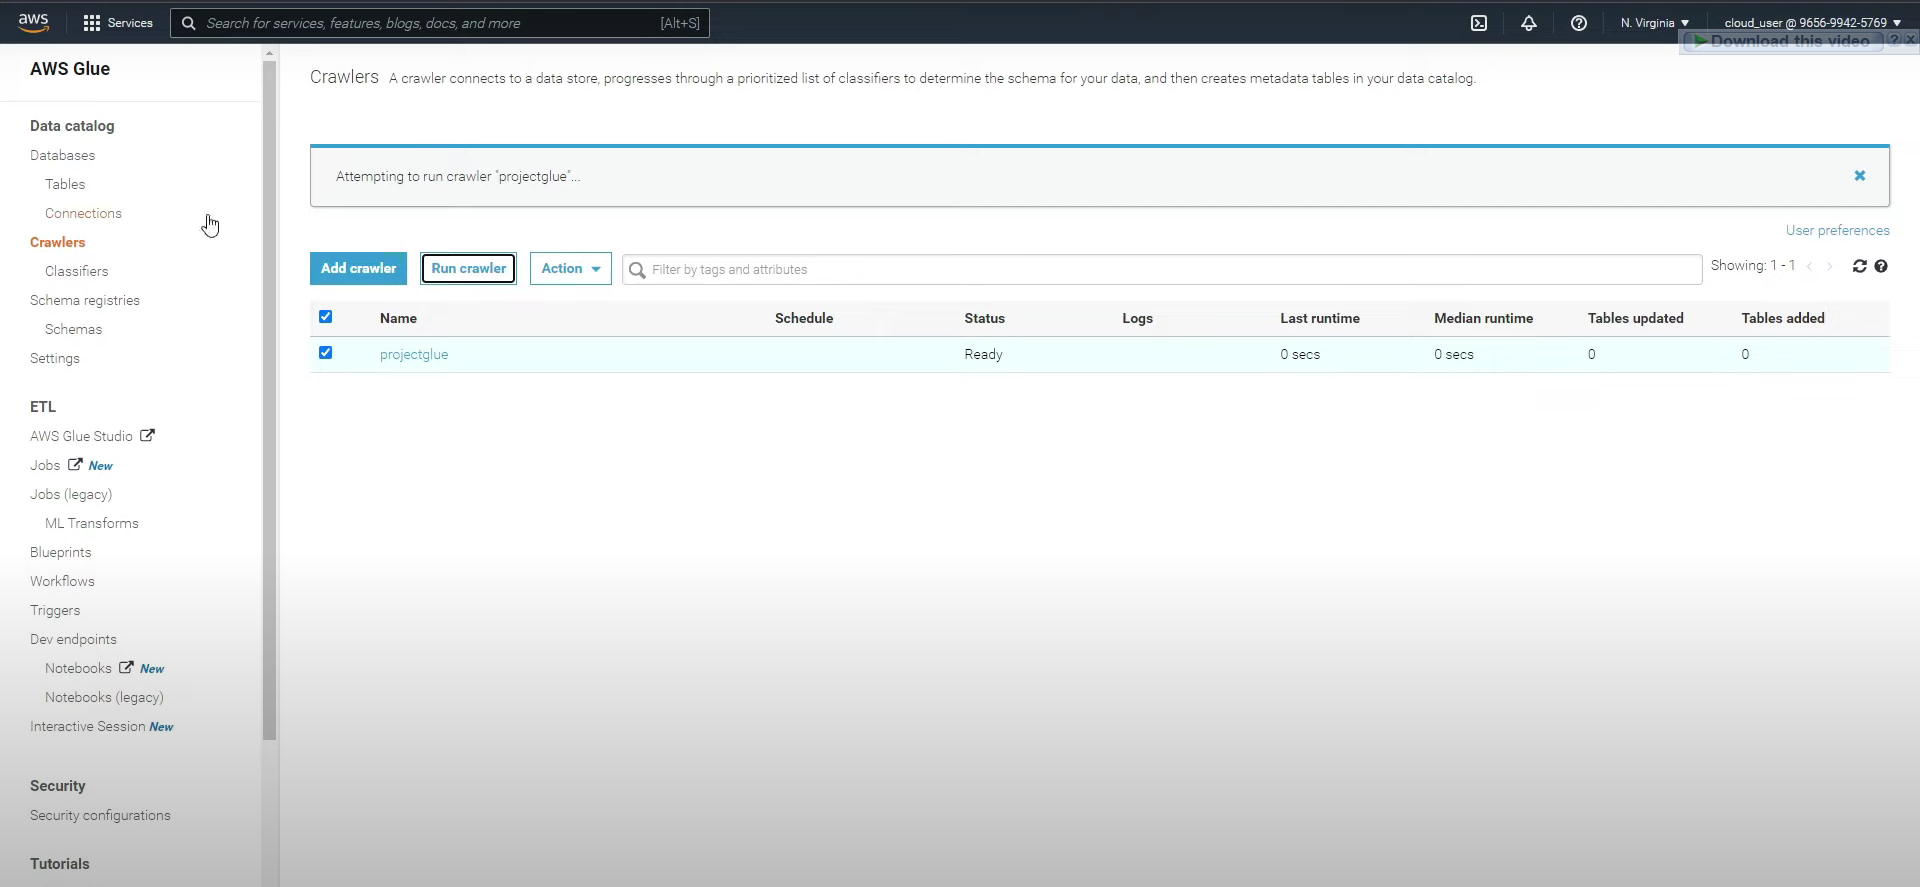 aws Services Search for services, features, blogs, docs, and more [Alt+S] N. Virginia cloud_user @ 9656-9942-5769
Download this video ? X
AWS Glue
Data catalog
Databases
Tables
Connections
Crawlers
Classifiers
Schema registries
Schemas
Settings
ETL
AWS Glue Studio
Jobs New
Jobs (legacy)
ML Transforms
Blueprints
Workflows
Triggers
Dev endpoints
Notebooks New
Notebooks (legacy)
Interactive Session New
Security
Security configurations
Tutorials
Crawlers A crawler connects to a data store, progresses through a prioritized list of classifiers to determine the schema for your data, and then creates metadata tables in your data catalog.
Attempting to run crawler "projectglue"...
User preferences
Add crawler Run crawler Action Filter by tags and attributes Showing: 1 - 1
Name Schedule Status Logs Last runtime Median runtime Tables updated Tables added
projectglue Ready 0 secs 0 secs 0 0